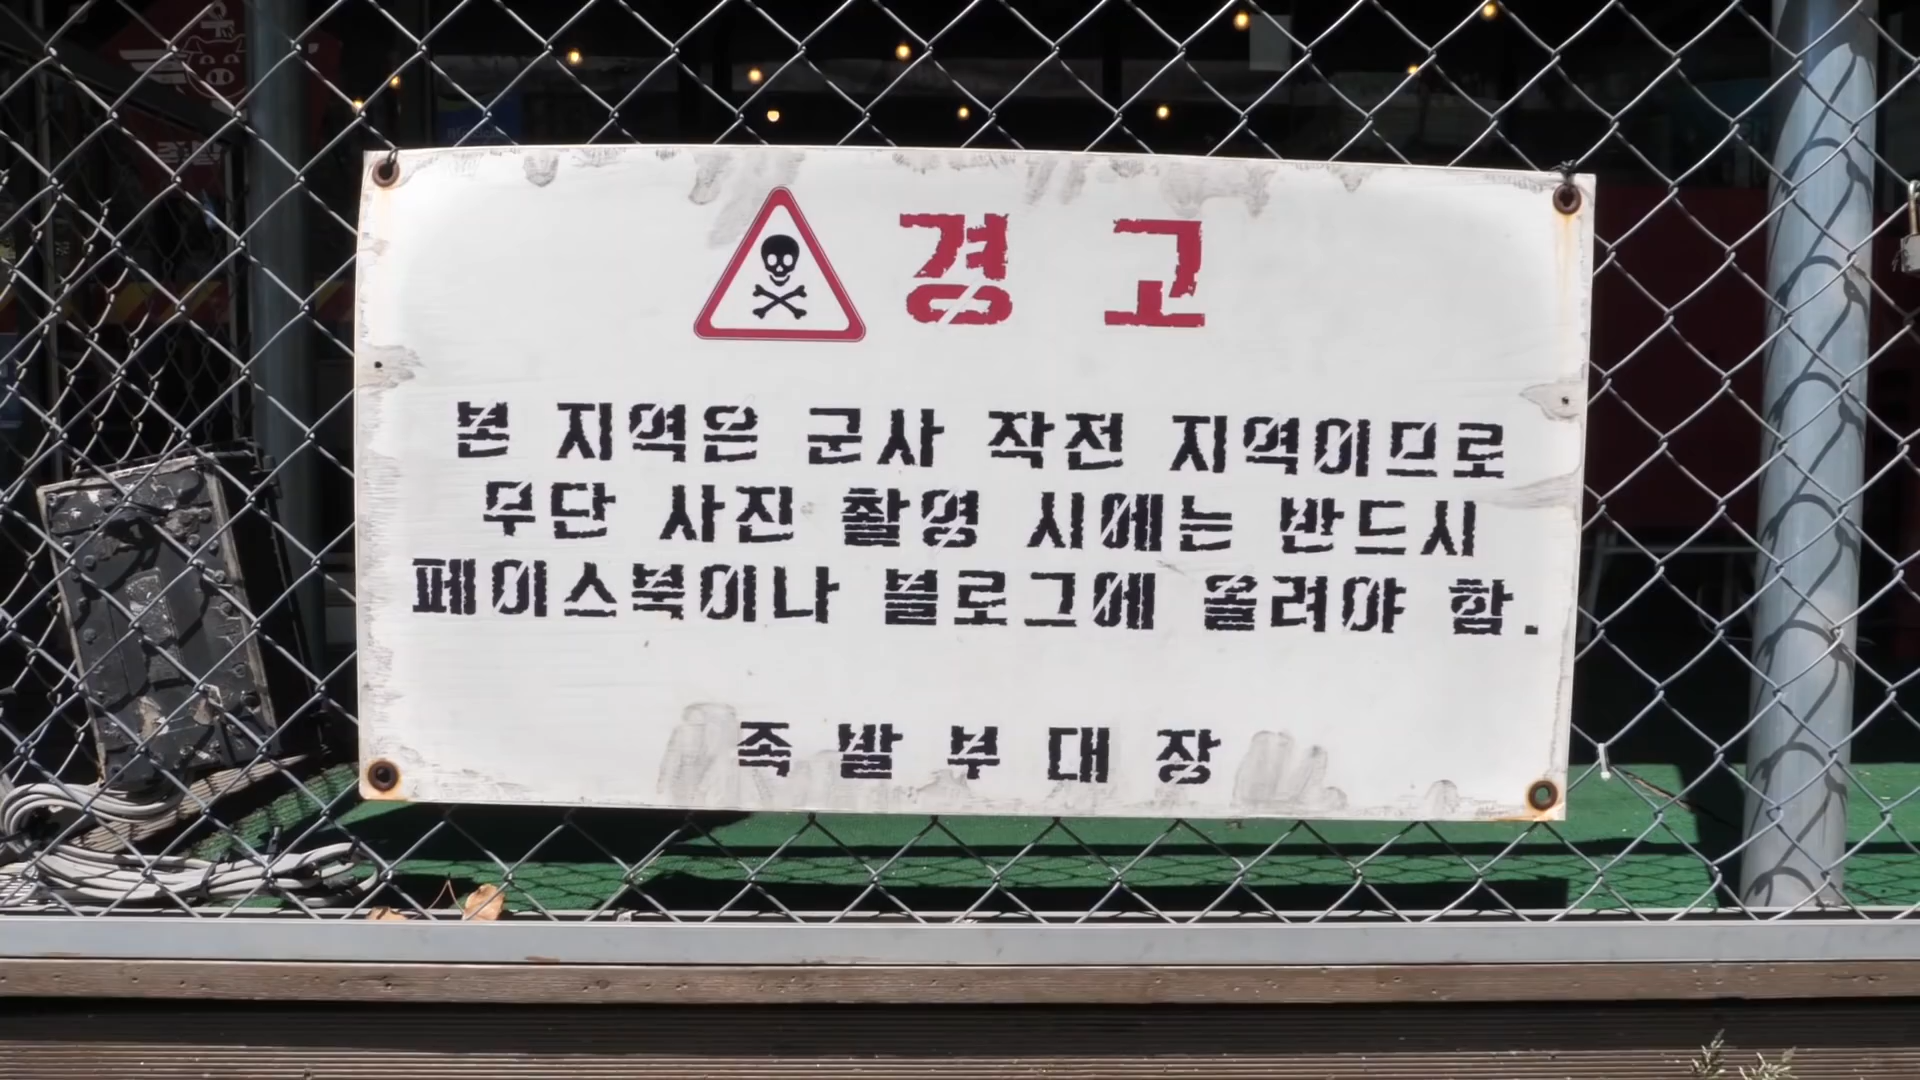 경 고
본 지역은 군사 작전 지역이므로
무단 사진 촬영 시에는 반드시
페이스북이나 블로그에 올려야 함.
족 발 부 대 장